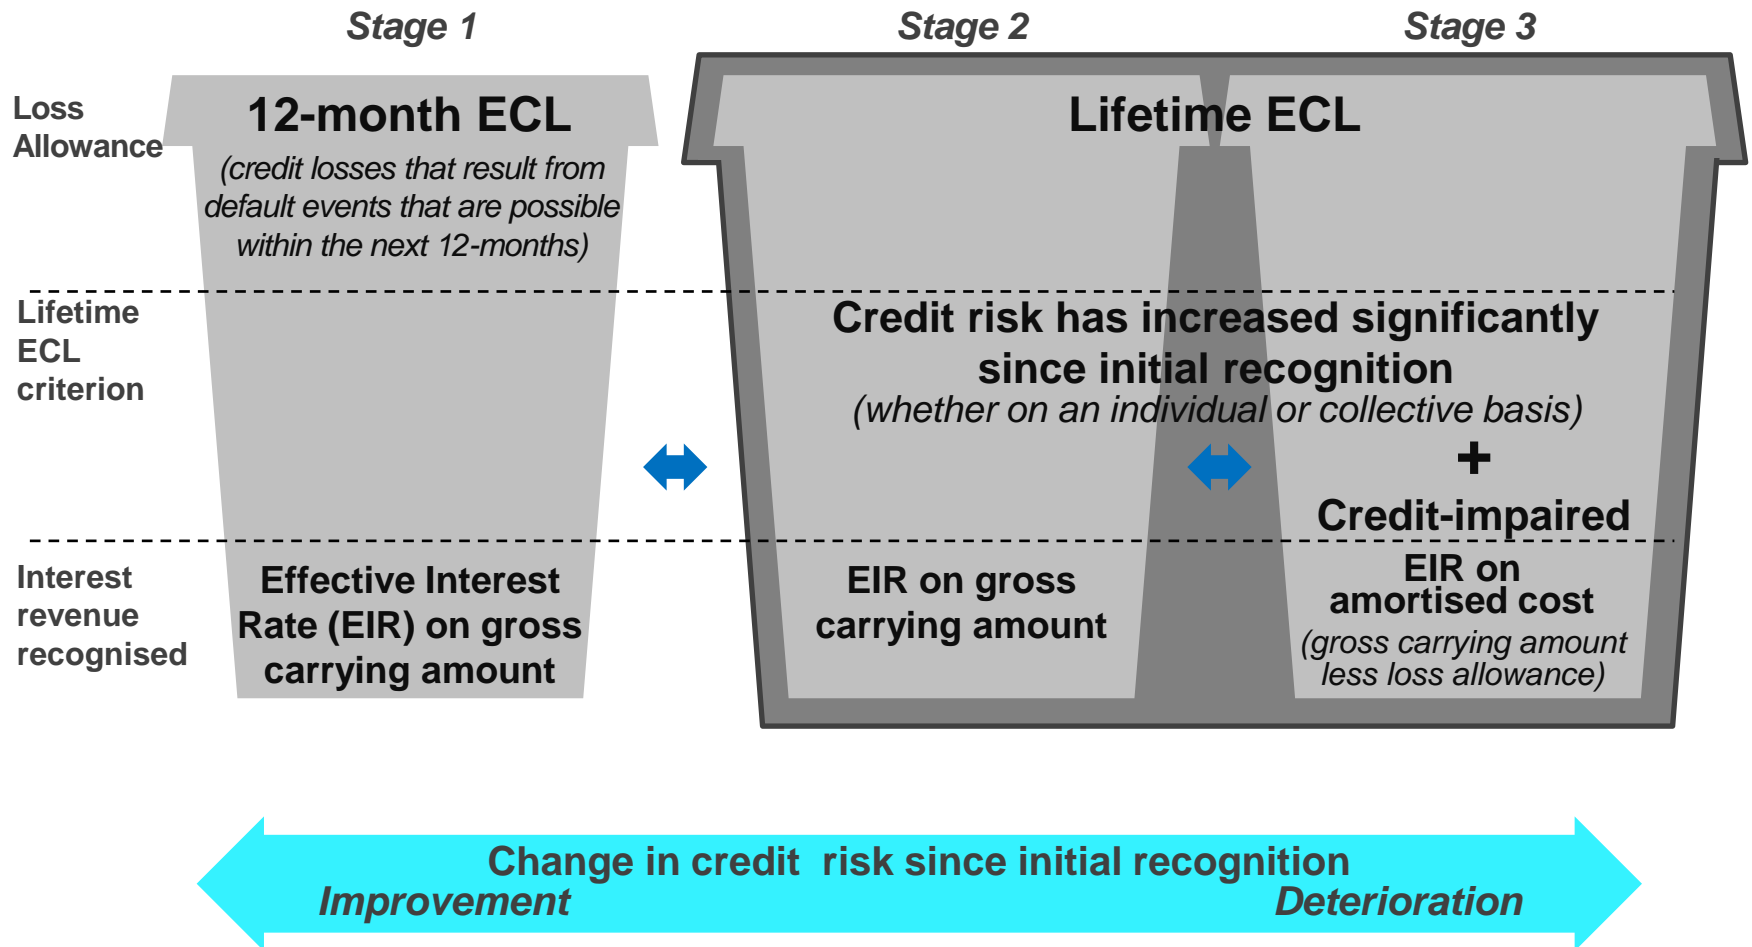 Stage 1
Stage 2
Stage 3
Loss
Allowance
12-month ECL
(credit losses that result from
default events that are possible
within the next 12-months)
Lifetime ECL
Lifetime
ECL
criterion
Credit risk has increased significantly
since initial recognition
(whether on an individual or collective basis)
+
Credit-impaired
Interest
revenue
recognised
Effective Interest
Rate (EIR) on gross
carrying amount
EIR on gross
carrying amount
EIR on
amortised cost
(gross carrying amount
less loss allowance)
Change in credit risk since initial recognition
Improvement
Deterioration